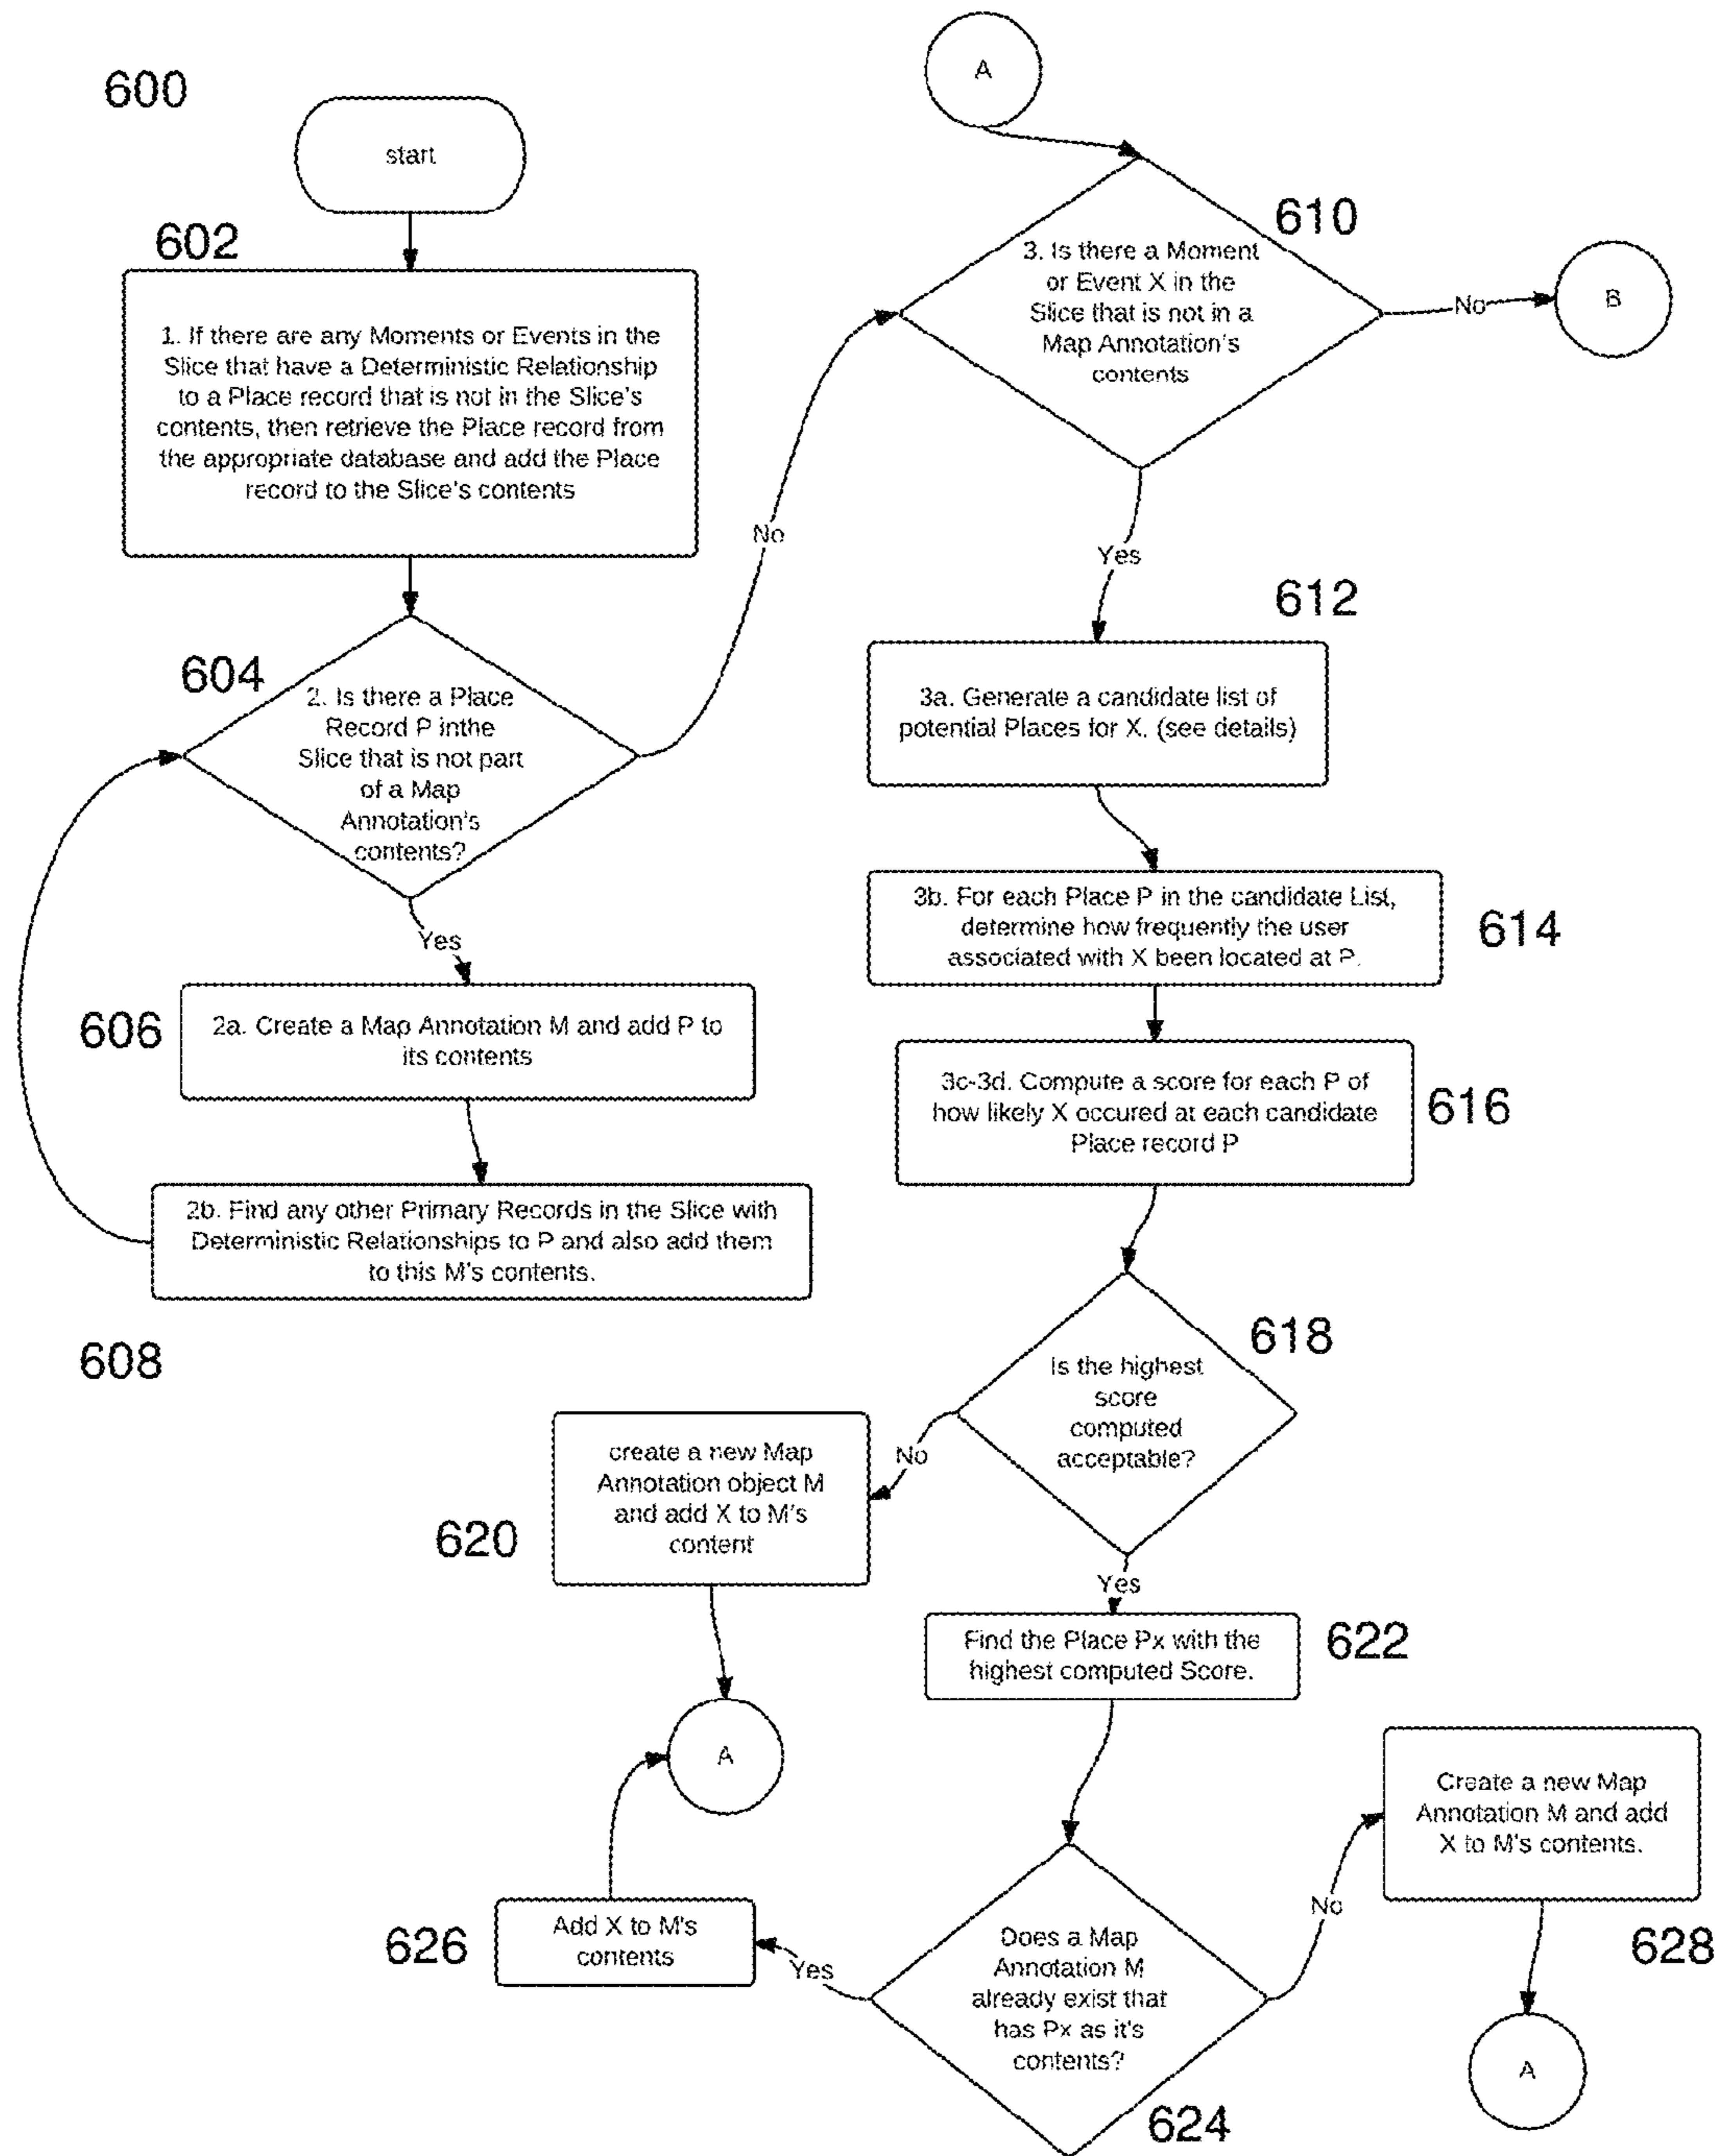 600
start
602
1. If there are any Moments or Events in the
Slice that have a Deterministic Relationship
to a Place record that is not in the Slice's
contents, then retrieve the Place record from
the appropriate database and add the Place
record to the Slice's contents
604
2. Is there a Place
Record P inthe
Slice that is not part
of a Map
Annotation's
contents?
No
Yes
606
2a. Create a Map Annotation M and add P to
its contents
2b. Find any other Primary Records in the Slice with
Deterministic Relationships to P and also add them
to this M's contents.
608
A
610
3. Is there a Moment
or Event X in the
Slice that is not in a
Map Annotation's
contents
No
B
Yes
612
3a. Generate a candidate list of
potential Places for X. (see details)
3b. For each Place P in the candidate List,
determine how frequently the user
associated with X been located at P.
614
3c-3d. Compute a score for each P of
how likely X occured at each candidate
Place record P
616
618
Is the highest
score
computed
acceptable?
No
create a new Map
Annotation object M
and add X to M's
content
620
A
Yes
Find the Place Px with the
highest computed Score.
622
Does a Map
Annotation M
already exist that
has Px as it's
contents?
624
Yes
Add X to M's
contents
626
No
Create a new Map
Annotation M and add
X to M's contents.
628
A